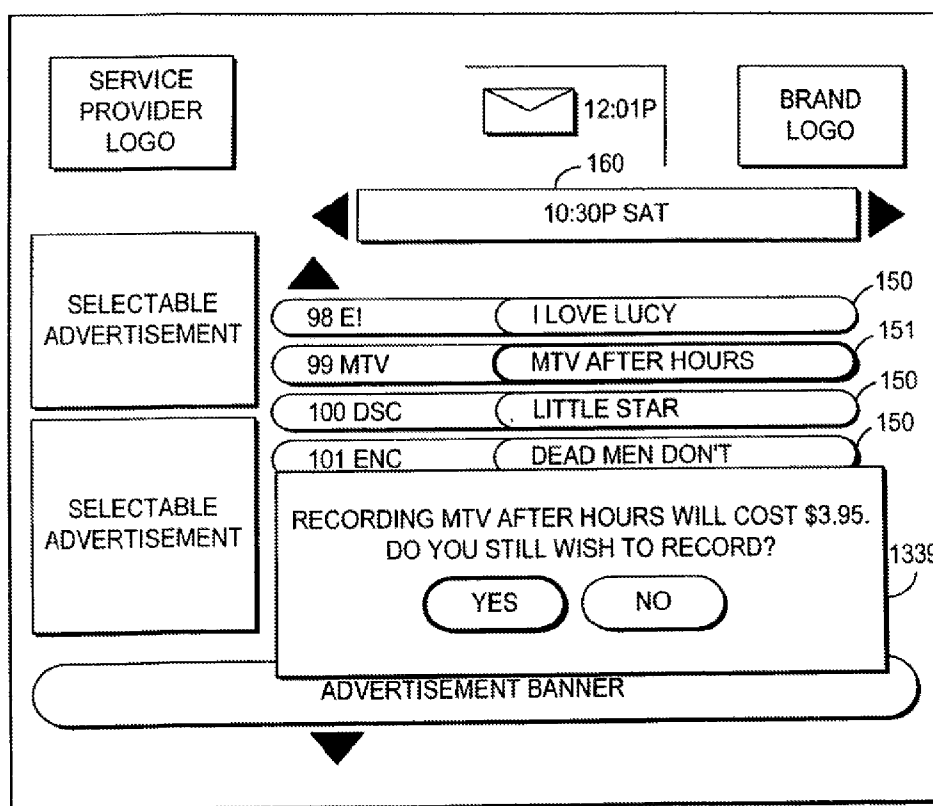 SERVICE
PROVIDER
LOGO
12:01P
BRAND
LOGO
160
10:30P SAT
SELECTABLE
ADVERTISEMENT
150
98 E! I LOVE LUCY
151
99 MTV MTV AFTER HOURS
150
100 DSC LITTLE STAR
150
101 ENC DEAD MEN DON'T
SELECTABLE
ADVERTISEMENT
RECORDING MTV AFTER HOURS WILL COST $3.95.
DO YOU STILL WISH TO RECORD?
1339
YES NO
ADVERTISEMENT BANNER